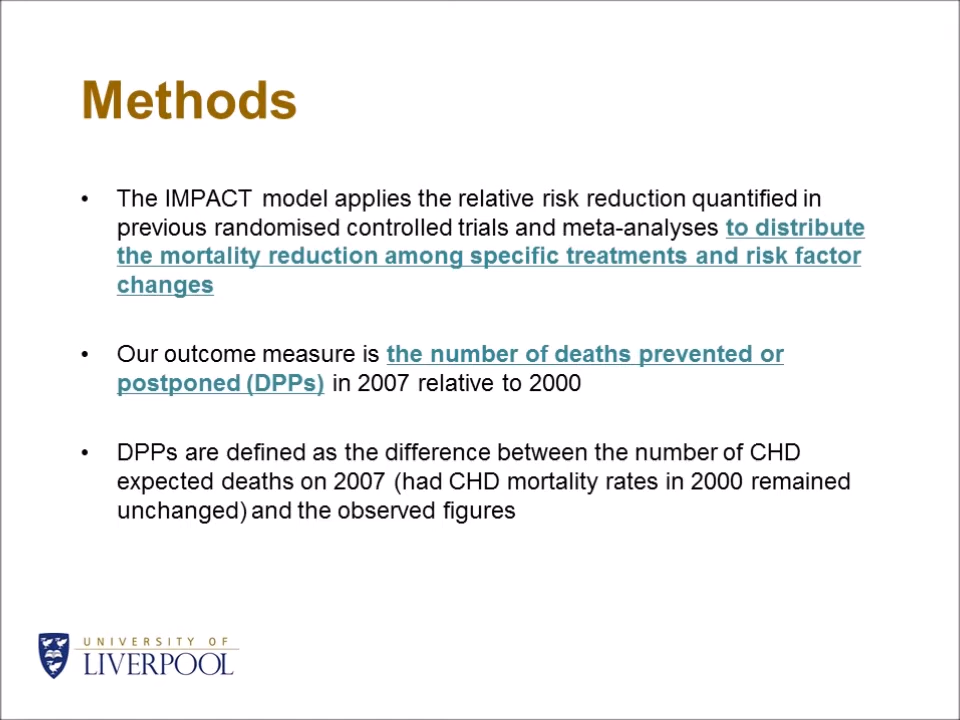 Methods
• The IMPACT model applies the relative risk reduction quantified in
previous randomised controlled trials and meta-analyses to distribute
the mortality reduction among specific treatments and risk factor
changes
• Our outcome measure is the number of deaths prevented or
postponed (DPPs) in 2007 relative to 2000
• DPPs are defined as the difference between the number of CHD
expected deaths on 2007 (had CHD mortality rates in 2000 remained
unchanged) and the observed figures
UNIVERSITY OF
LIVERPOOL